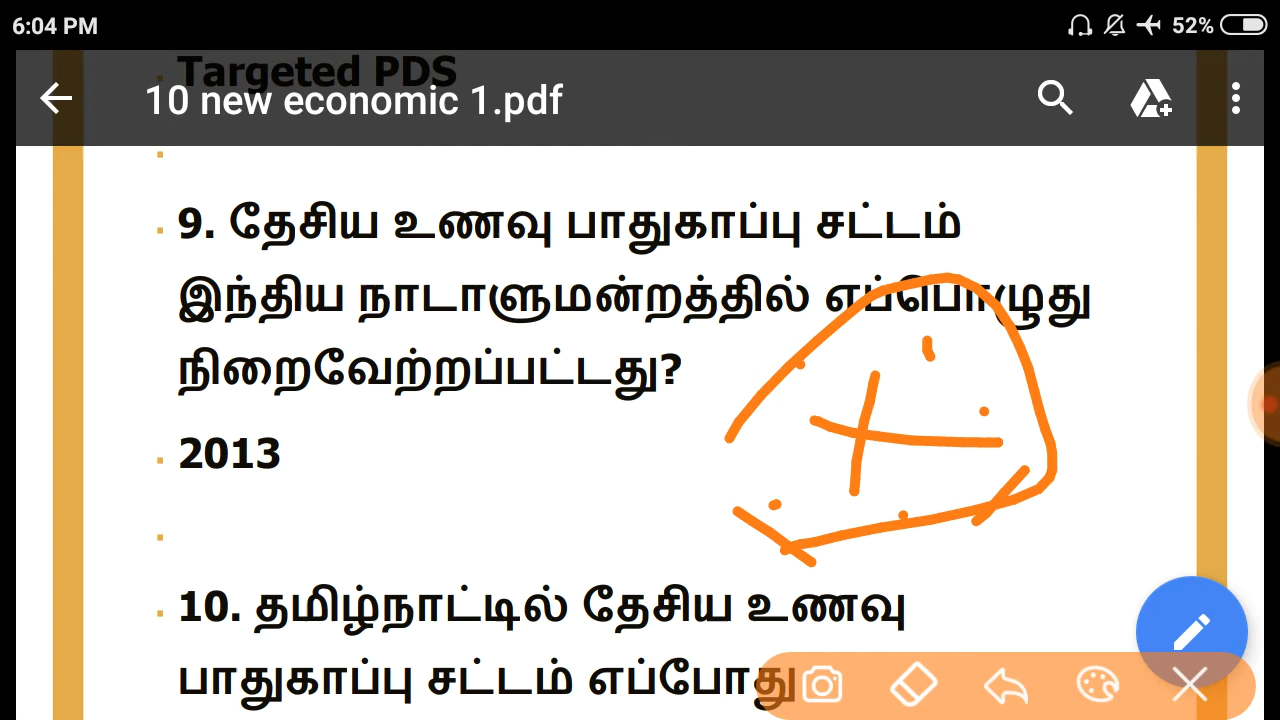 6:04 PM
52%
Targeted PDS
10 new economic 1.pdf
9. தேசிய உணவு பாதுகாப்பு சட்டம்
இந்திய நாடாளுமன்றத்தில் எப்பொழுது
நிறைவேற்றப்பட்டது?
2013
10. தமிழ்நாட்டில் தேசிய உணவு
பாதுகாப்பு சட்டம் எப்போது